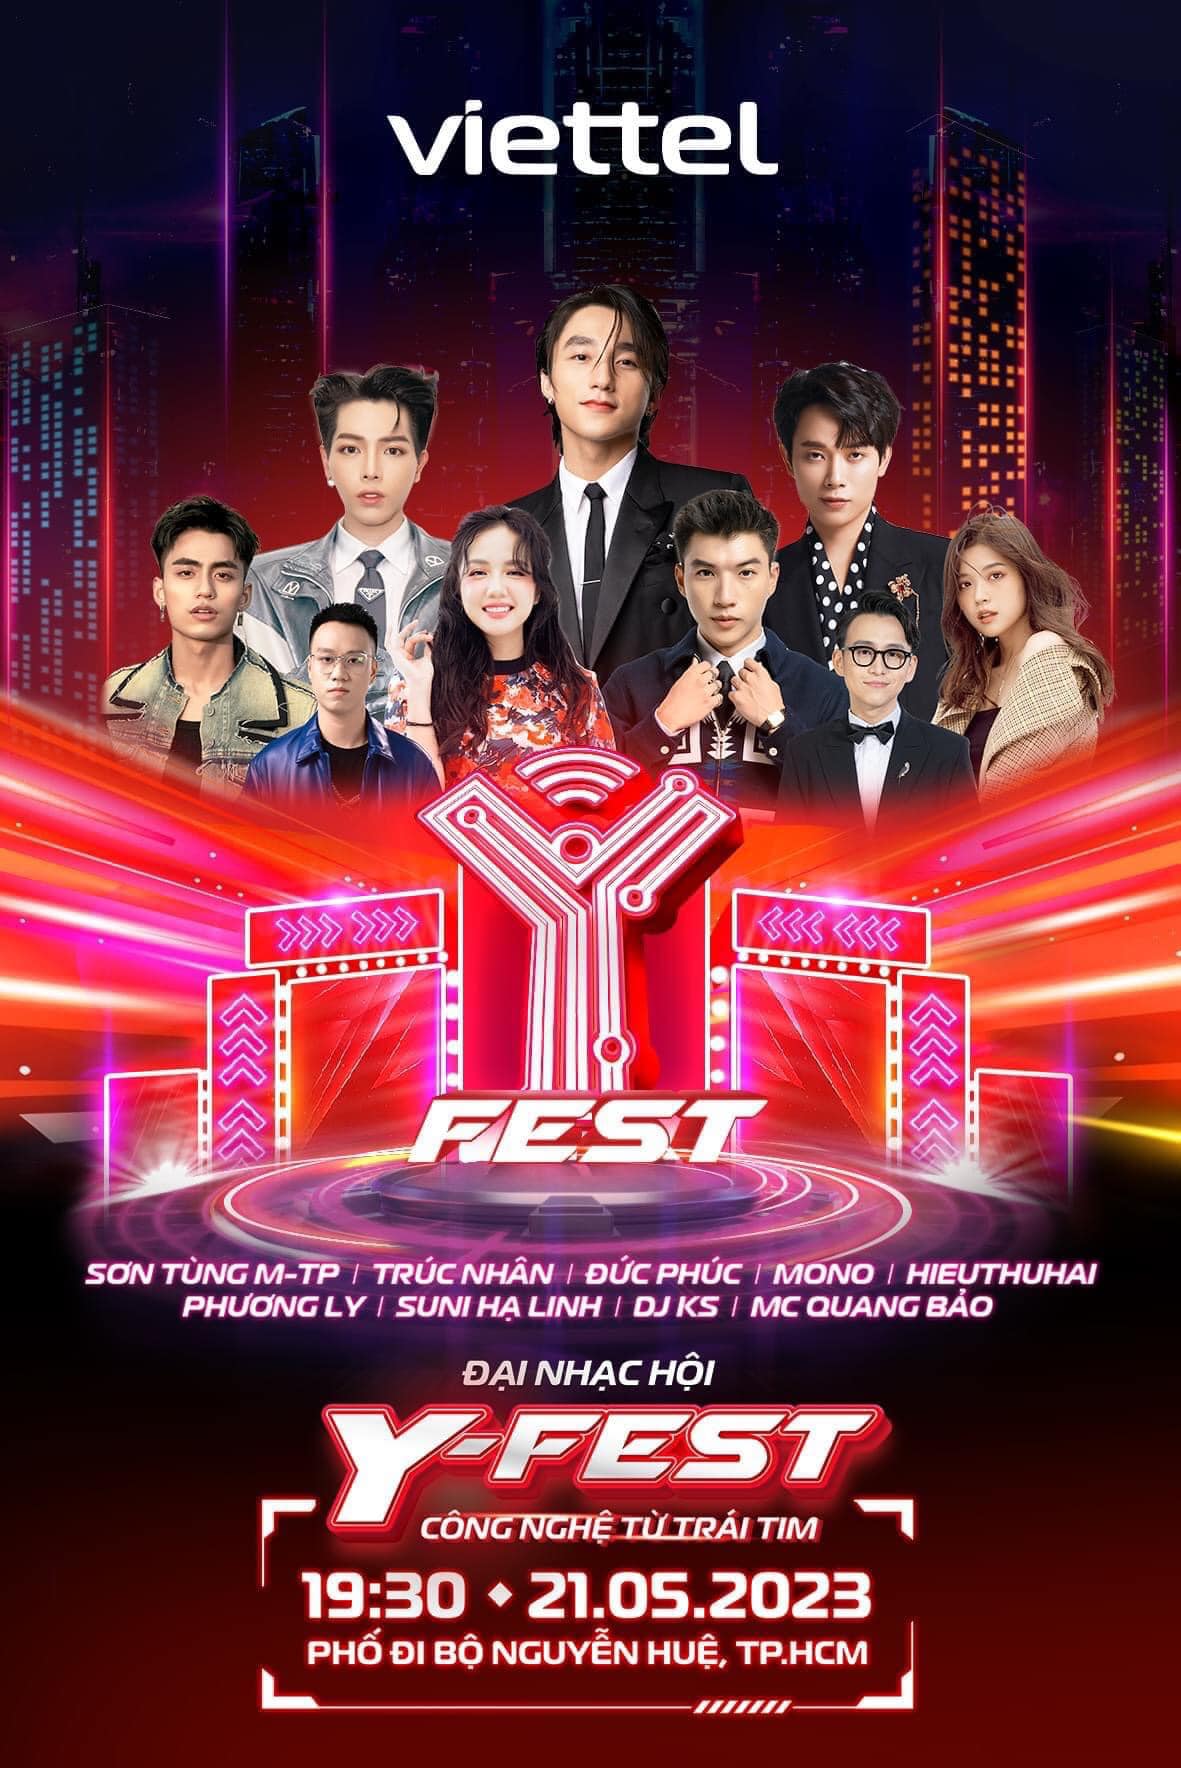 viettel
Y
FEST
SƠN TÙNG M-TP | TRÚC NHÂN | ĐỨC PHÚC | MONO | HIEUTHUHAI
PHƯƠNG LY | SUNI HẠ LINH | DJ KS | MC QUANG BẢO
ĐẠI NHẠC HỘI
Y-FEST
CÔNG NGHỆ TỪ TRÁI TIM
19:30 ◆ 21.05.2023
PHỐ ĐI BỘ NGUYỄN HUỆ, TP.HCM